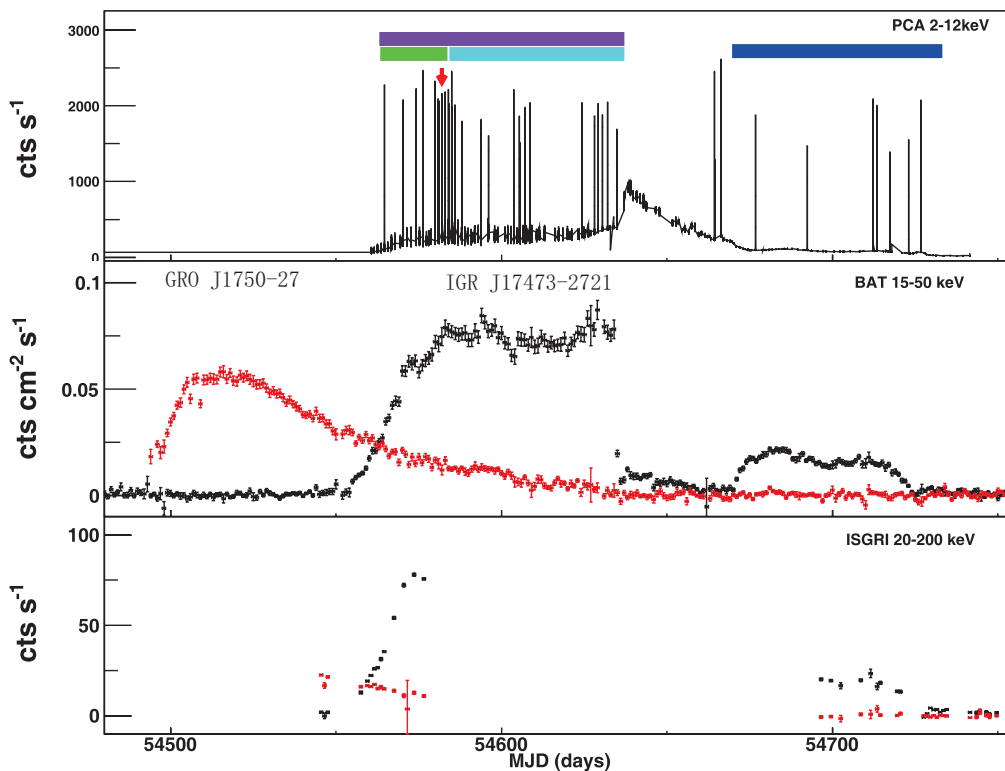 PCA 2-12keV
3000
2000
1000
0
cts s⁻¹
GRO J1750-27
IGR J17473-2721
BAT 15-50 keV
0.1
0.05
0
cts cm⁻² s⁻¹
ISGRI 20-200 keV
100
50
0
cts s⁻¹
54500
54600
54700
MJD (days)